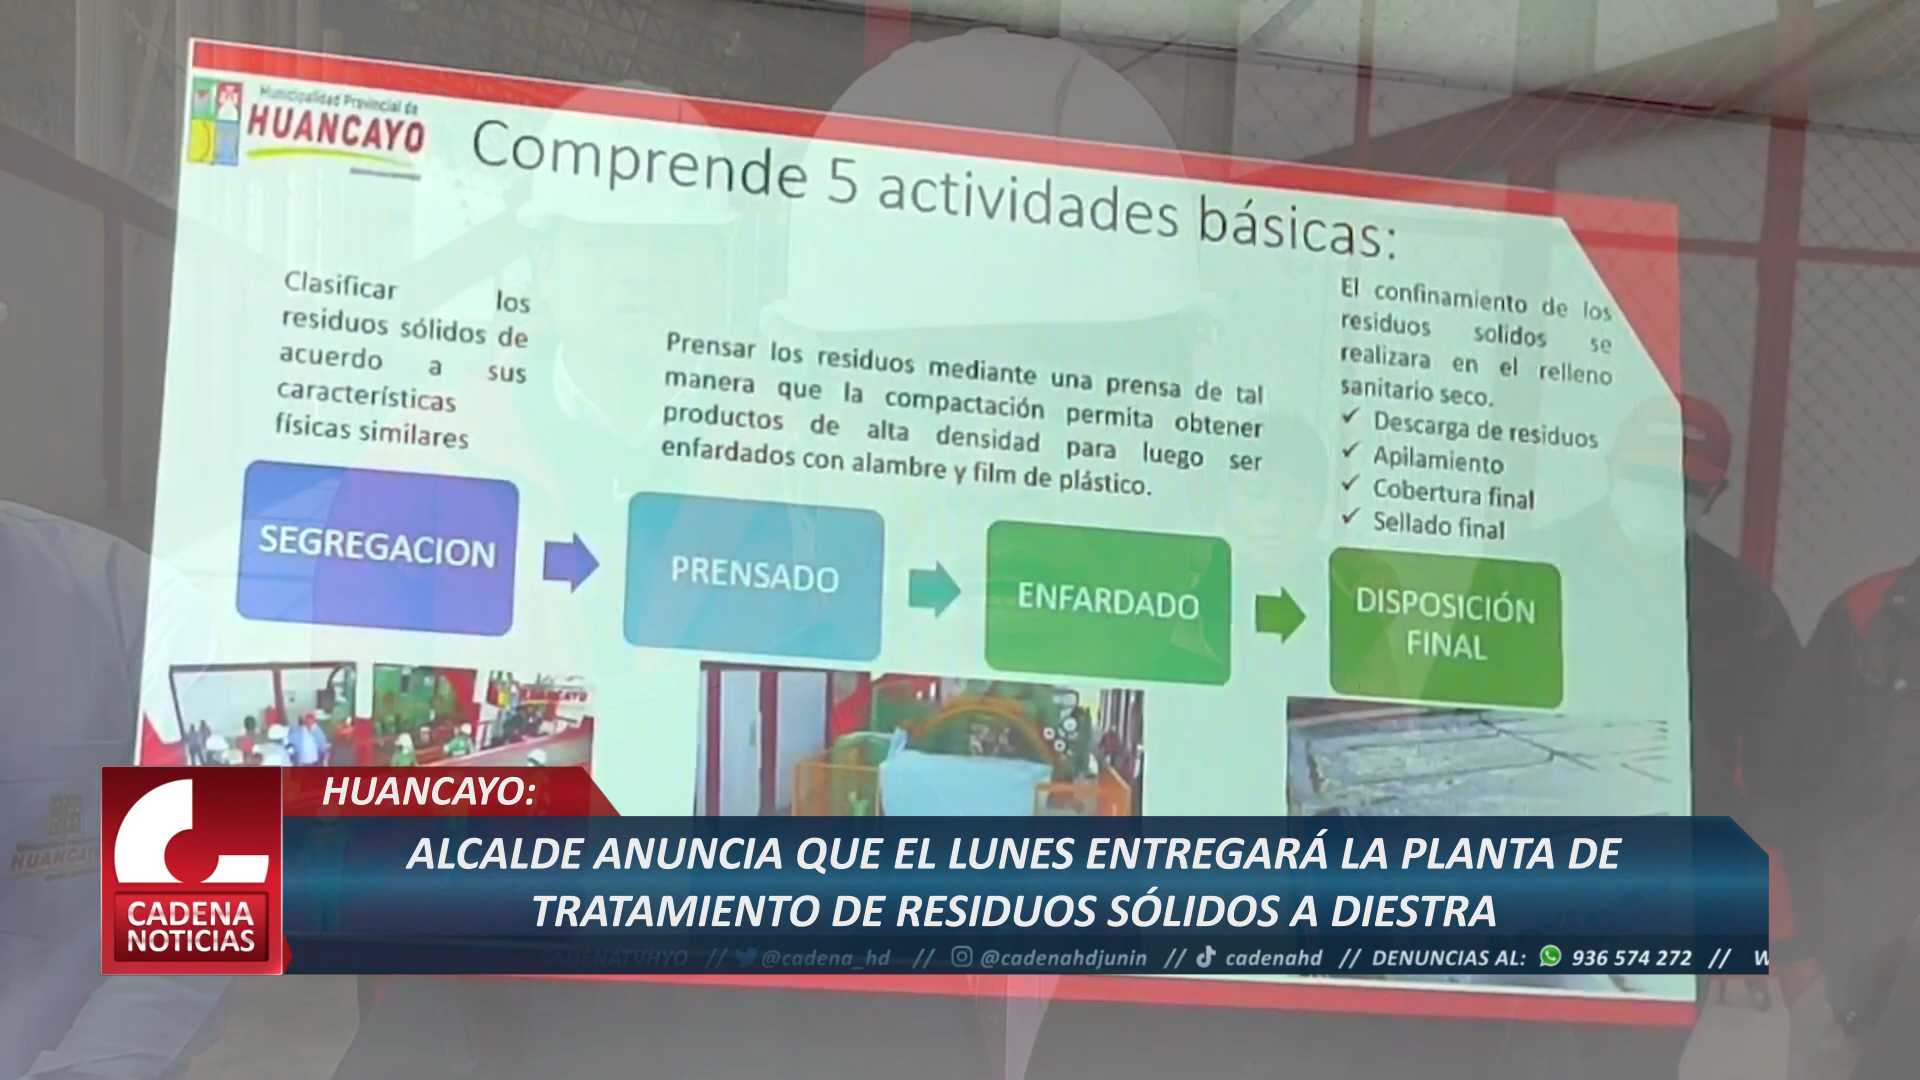 Municipalidad Provincial de
HUANCAYO
Comprende 5 actividades básicas:
Clasificar los
residuos sólidos de
acuerdo a sus
características
físicas similares
Prensar los residuos mediante una prensa de tal
manera que la compactación permita obtener
productos de alta densidad para luego ser
enfardados con alambre y film de plástico.
El confinamiento de los
residuos solidos se
realizara en el relleno
sanitario seco.
✓ Descarga de residuos
✓ Apilamiento
✓ Cobertura final
✓ Sellado final
SEGREGACION
PRENSADO
ENFARDADO
DISPOSICIÓN
FINAL
HUANCAYO
HUANCAYO
HUANCAYO:
ALCALDE ANUNCIA QUE EL LUNES ENTREGARÁ LA PLANTA DE
TRATAMIENTO DE RESIDUOS SÓLIDOS A DIESTRA
CADENA
NOTICIAS
CADENATVHYO // @cadena_hd // @cadenahdjunin // cadenahd // DENUNCIAS AL: 936 574 272 // W